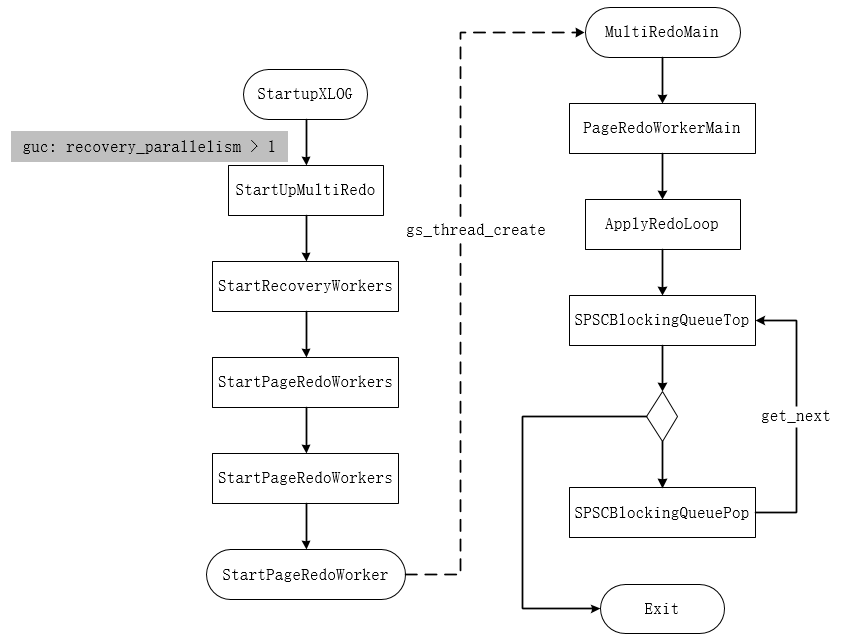 StartupXLOG
guc: recovery_parallelism > 1
StartUpMultiRedo
StartRecoveryWorkers
StartPageRedoWorkers
StartPageRedoWorkers
StartPageRedoWorker
gs_thread_create
MultiRedoMain
PageRedoWorkerMain
ApplyRedoLoop
SPSCBlockingQueueTop
get_next
SPSCBlockingQueuePop
Exit